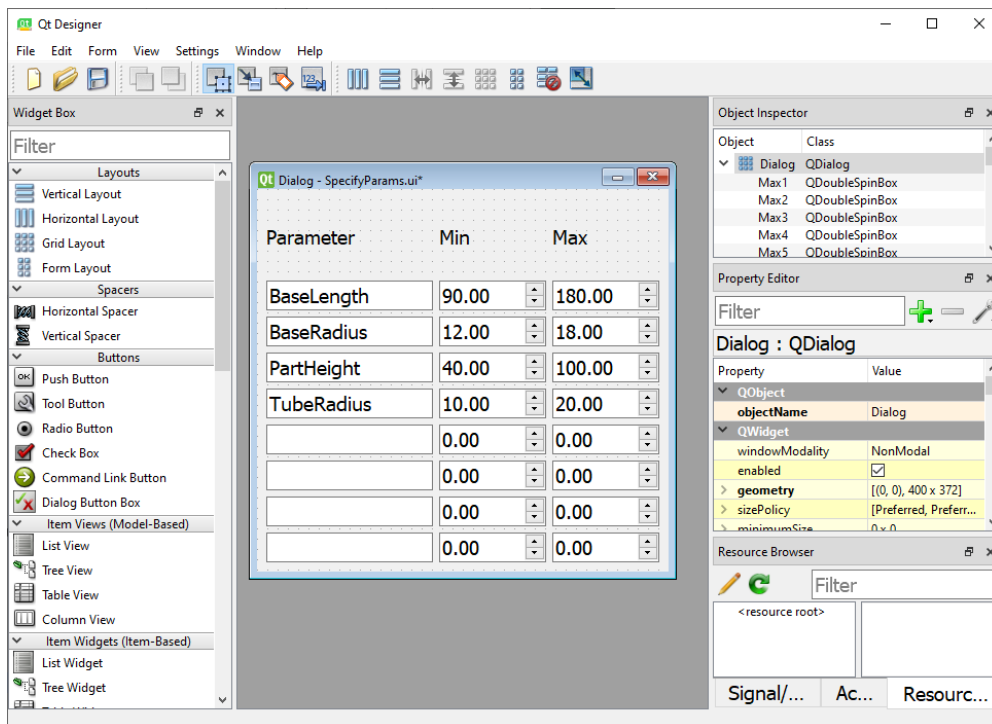 Qt Designer
File Edit Form View Settings Window Help
123
Widget Box
Filter
Layouts
Vertical Layout
Horizontal Layout
Grid Layout
Form Layout
Spacers
Horizontal Spacer
Vertical Spacer
Buttons
OK Push Button
Tool Button
Radio Button
Check Box
Command Link Button
Dialog Button Box
Item Views (Model-Based)
List View
Tree View
Table View
Column View
Item Widgets (Item-Based)
List Widget
Tree Widget
Qt Dialog - SpecifyParams.ui*
Parameter Min Max
BaseLength 90.00 180.00
BaseRadius 12.00 18.00
PartHeight 40.00 100.00
TubeRadius 10.00 20.00
0.00 0.00
0.00 0.00
0.00 0.00
0.00 0.00
Object Inspector
Object Class
Dialog QDialog
Max1 QDoubleSpinBox
Max2 QDoubleSpinBox
Max3 QDoubleSpinBox
Max4 QDoubleSpinBox
Max5 QDoubleSpinBox
Property Editor
Filter
Dialog : QDialog
Property Value
QObject
objectName Dialog
QWidget
windowModality NonModal
enabled
geometry [(0, 0), 400 x 372]
sizePolicy [Preferred, Preferr...
minimumSize 0 x 0
Resource Browser
Filter
<resource root>
Signal/... Ac... Resourc...